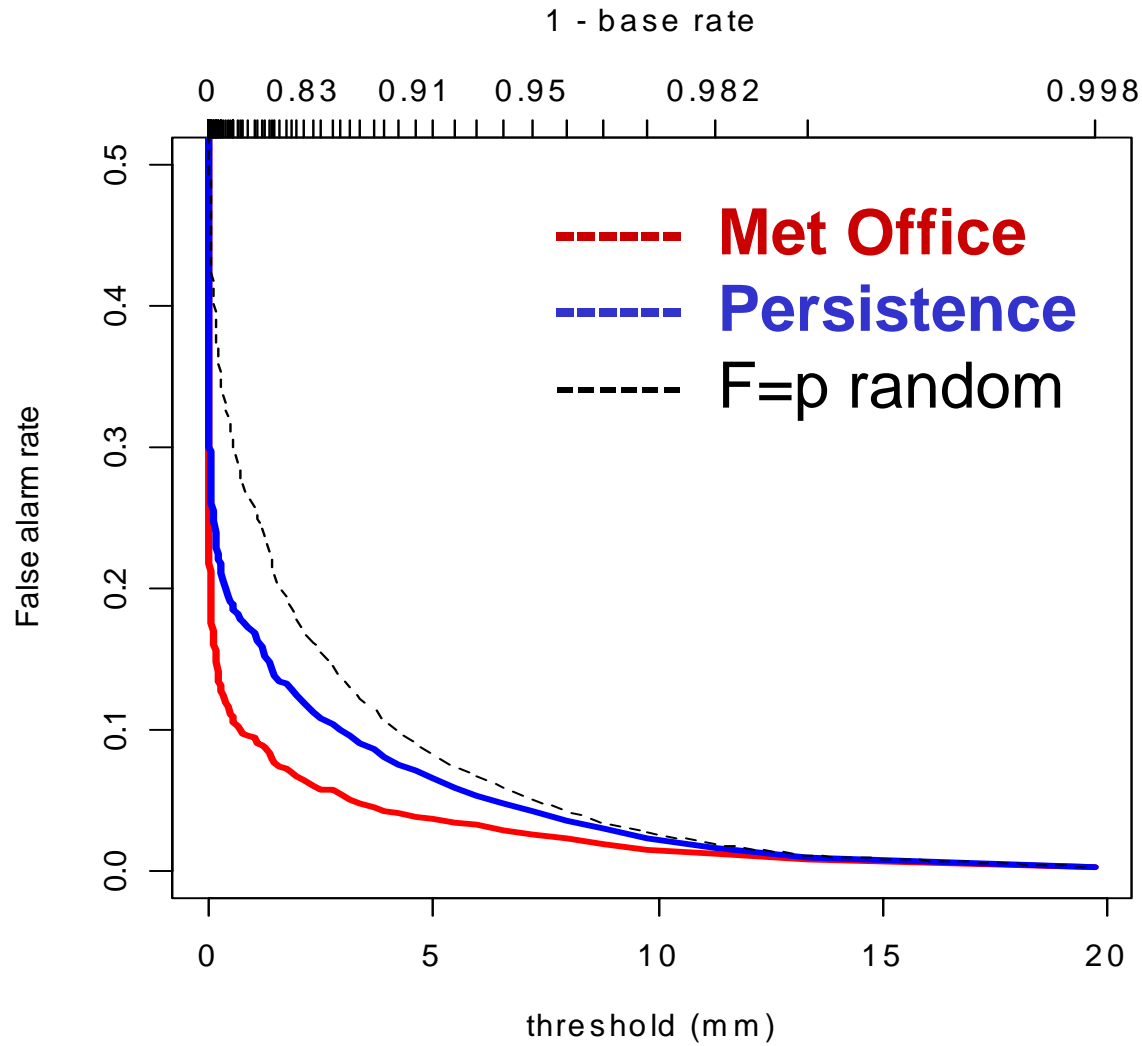 1 - base rate
0 0.83 0.91 0.95 0.982 0.998
0.5
0.4
0.3
0.2
0.1
0.0
False alarm rate
Met Office
Persistence
F=p random
0 5 10 15 20
threshold (mm)